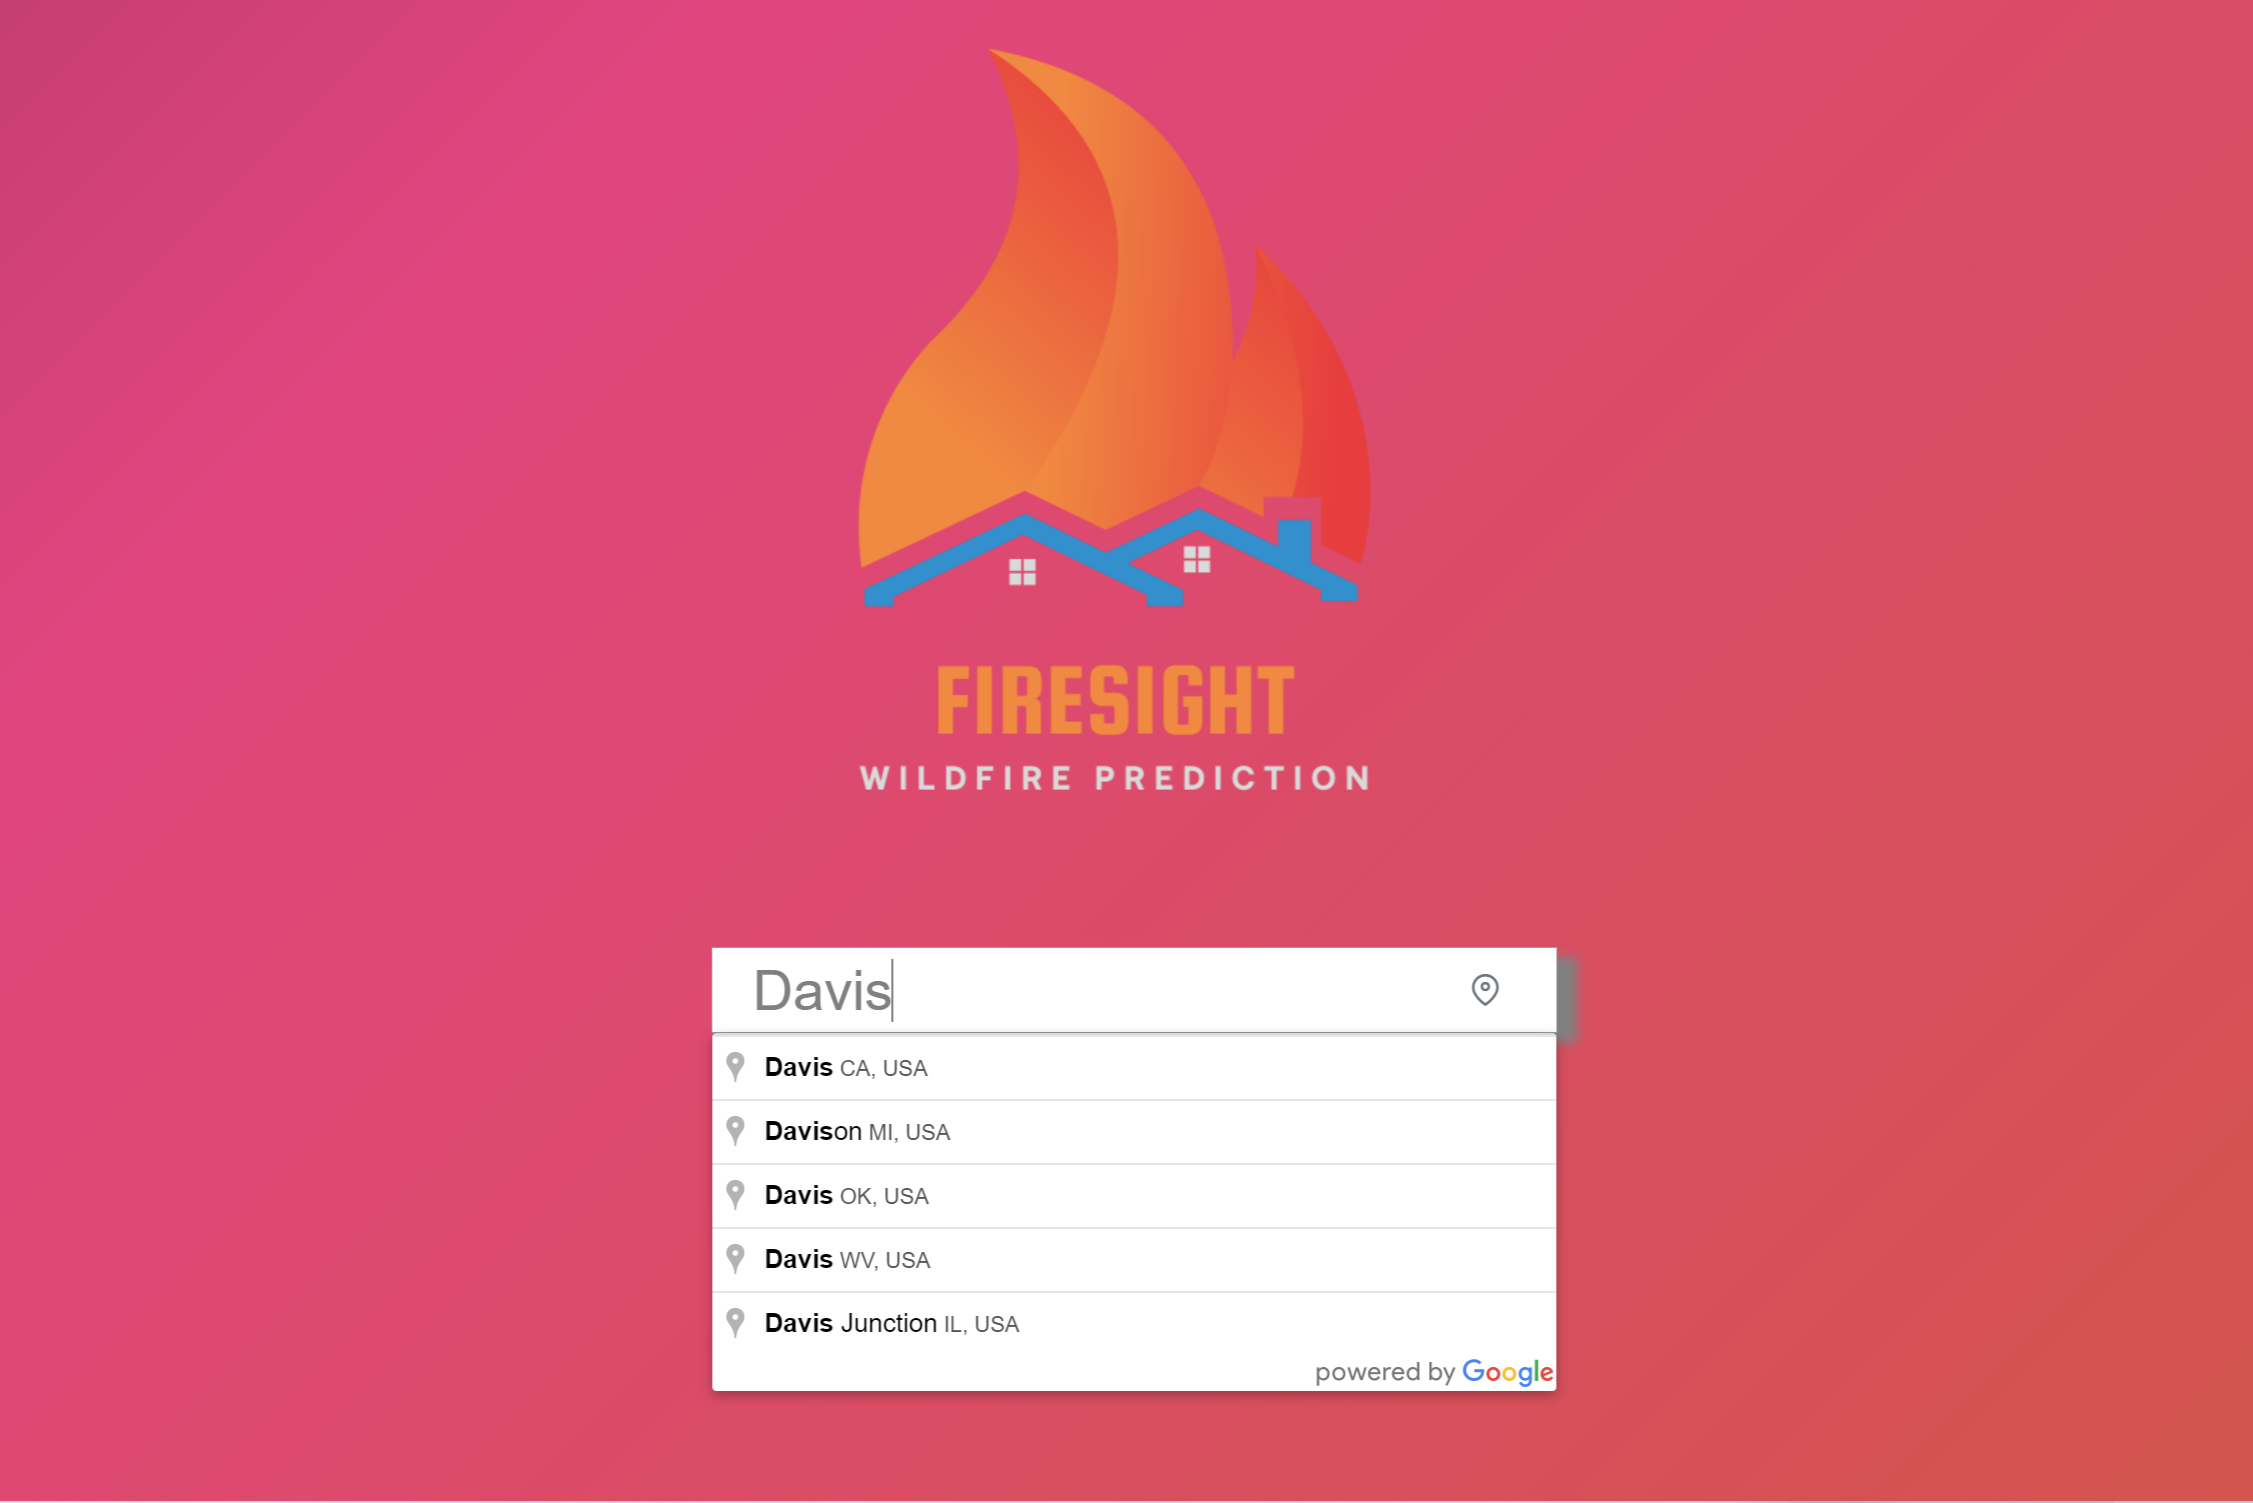 FIRESIGHT
WILDFIRE PREDICTION
Davis
Davis CA, USA
Davison MI, USA
Davis OK, USA
Davis WV, USA
Davis Junction IL, USA
powered by Google